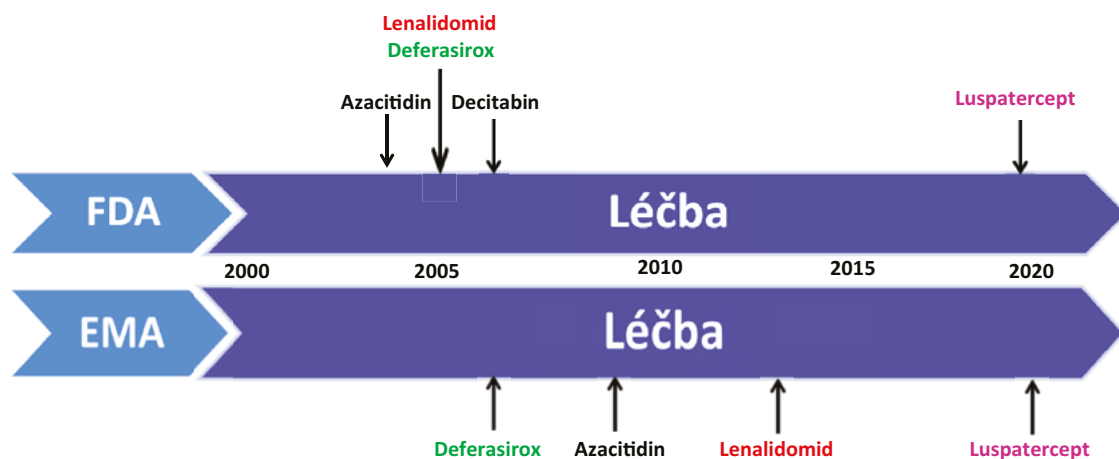 Lenalidomid
Deferasirox
Azacitidin
Decitabin
Luspatercept
FDA
Léčba
2000
2005
2010
2015
2020
EMA
Léčba
Deferasirox
Azacitidin
Lenalidomid
Luspatercept